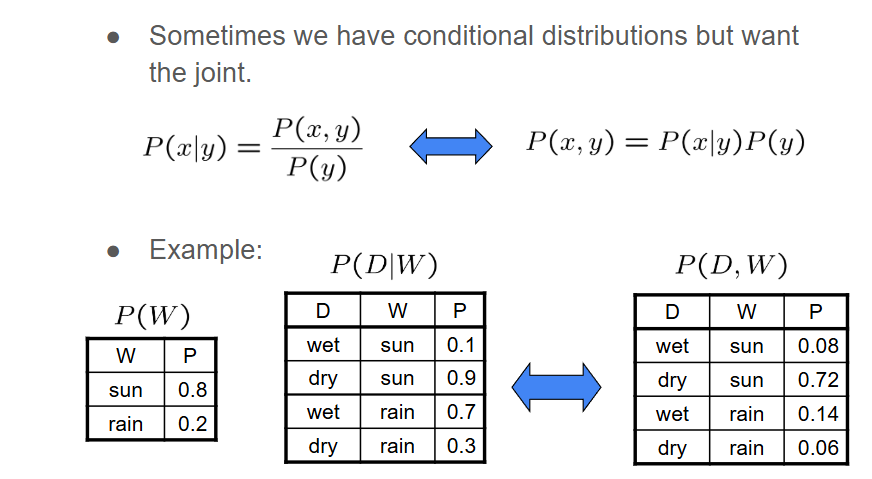 ● Sometimes we have conditional distributions but want
the joint.
P(x|y) = P(x, y) / P(y)
P(x, y) = P(x|y)P(y)
● Example:
P(W)
W P
sun 0.8
rain 0.2
P(D|W)
D W P
wet sun 0.1
dry sun 0.9
wet rain 0.7
dry rain 0.3
P(D, W)
D W P
wet sun 0.08
dry sun 0.72
wet rain 0.14
dry rain 0.06